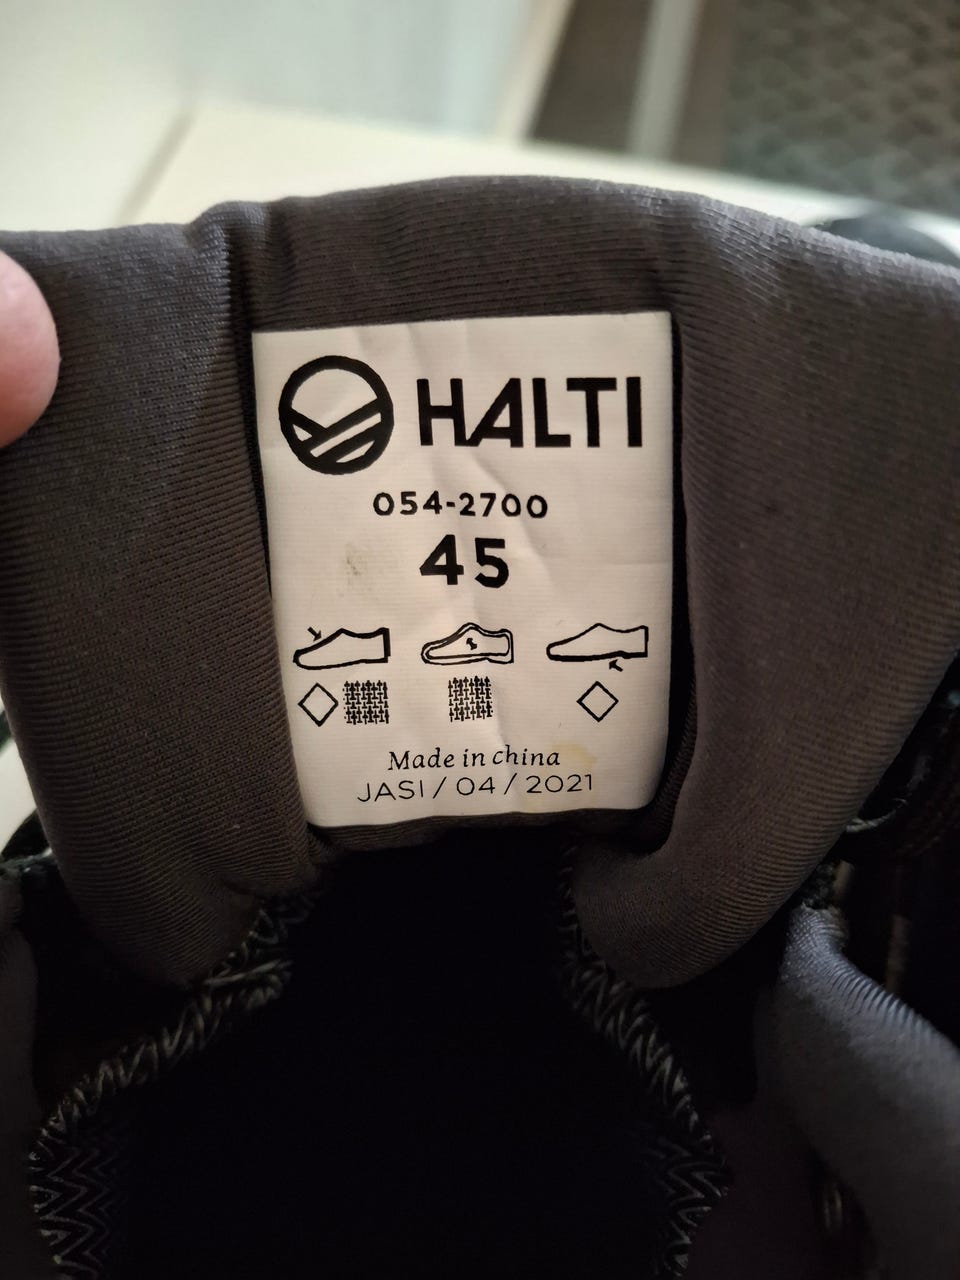 HALTI
054-2700
45
Made in china
JASI / 04 / 2021